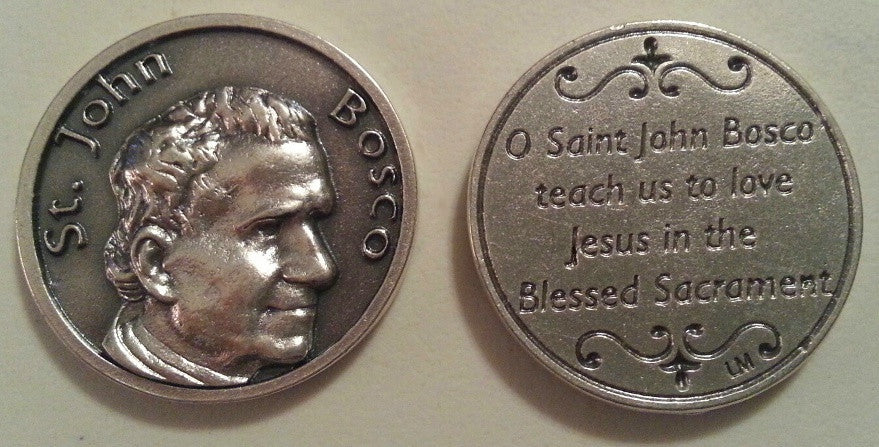 St. John Bosco
O Saint John Bosco
teach us to love
Jesus in the
Blessed Sacrament
LM